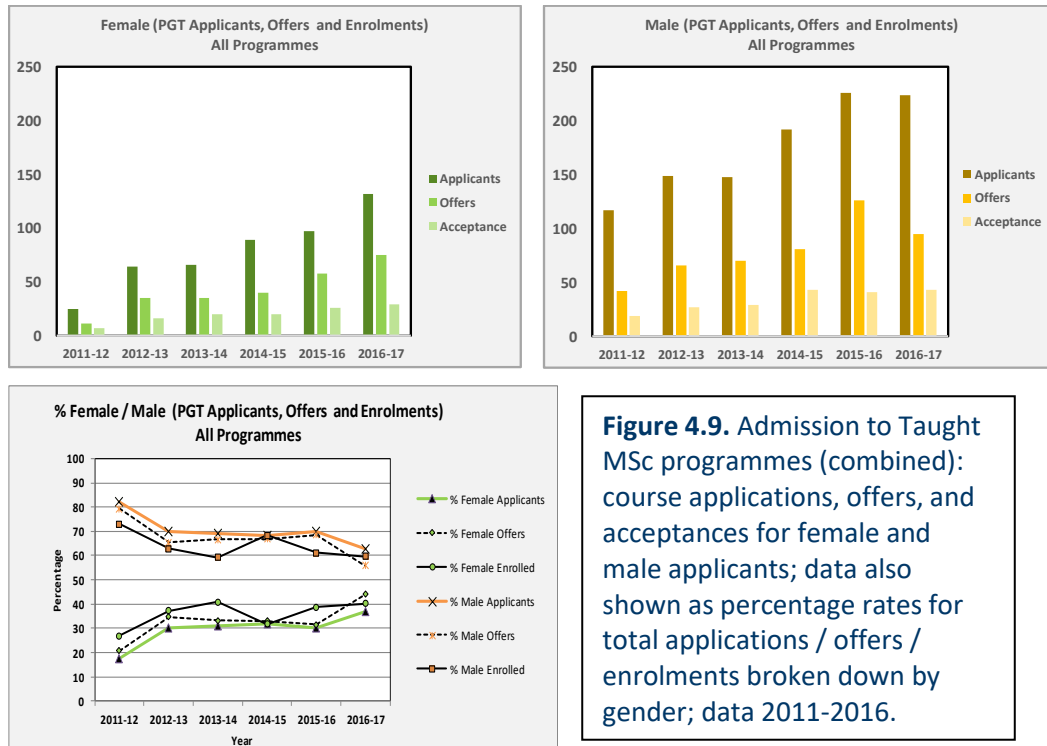 Female (PGT Applicants, Offers and Enrolments)
All Programmes
250
200
150
100
50
0
2011-12 2012-13 2013-14 2014-15 2015-16 2016-17
Applicants
Offers
Acceptance
Male (PGT Applicants, Offers and Enrolments)
All Programmes
250
200
150
100
50
0
2011-12 2012-13 2013-14 2014-15 2015-16 2016-17
Applicants
Offers
Acceptance
% Female / Male (PGT Applicants, Offers and Enrolments)
All Programmes
Percentage
100
90
80
70
60
50
40
30
20
10
0
2011-12 2012-13 2013-14 2014-15 2015-16 2016-17
Year
% Female Applicants
% Female Offers
% Female Enrolled
% Male Applicants
% Male Offers
% Male Enrolled
Figure 4.9. Admission to Taught
MSc programmes (combined):
course applications, offers, and
acceptances for female and
male applicants; data also
shown as percentage rates for
total applications / offers /
enrolments broken down by
gender; data 2011-2016.